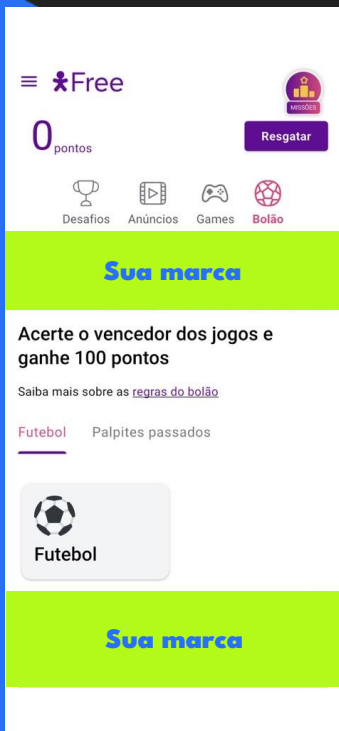 Free
MISSÕES
0 pontos
Resgatar
Desafios Anúncios Games Bolão
Sua marca
Acerte o vencedor dos jogos e
ganhe 100 pontos
Saiba mais sobre as regras do bolão
Futebol Palpites passados
Futebol
Sua marca